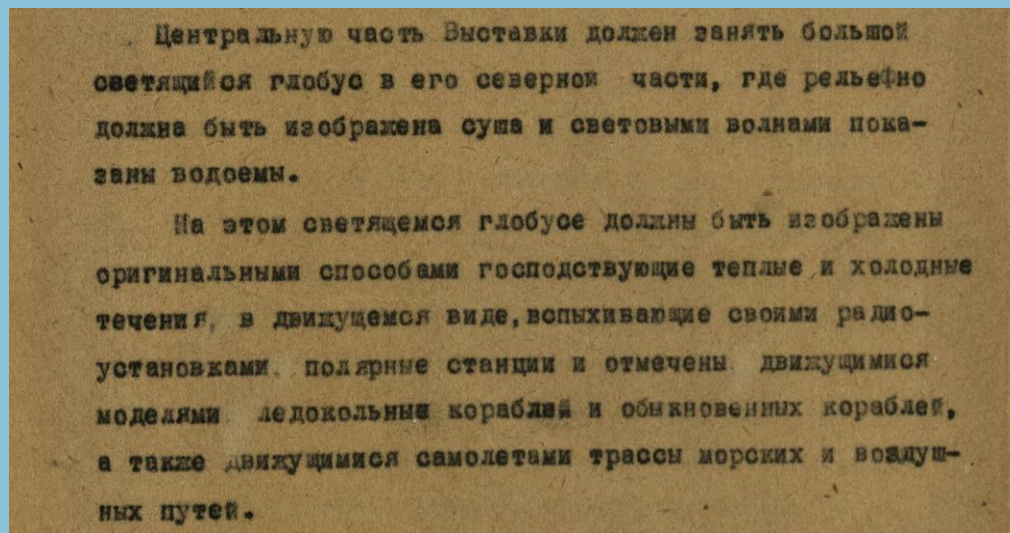 Центральную часть Выставки должен занять большой
светящийся глобус в его северной части, где рельефно
должна быть изображена суша и световыми волнами пока-
заны водоемы.
На этом светящемся глобусе должны быть изображены
оригинальными способами господствующие теплые и холодные
течения, в движущемся виде, вспыхивающие своими радио-
установками полярные станции и отмечены движущимися
моделями ледокольные кораблей и обыкновенных кораблей,
а также движущимися самолетами трассы морских и воздуш-
ных путей.